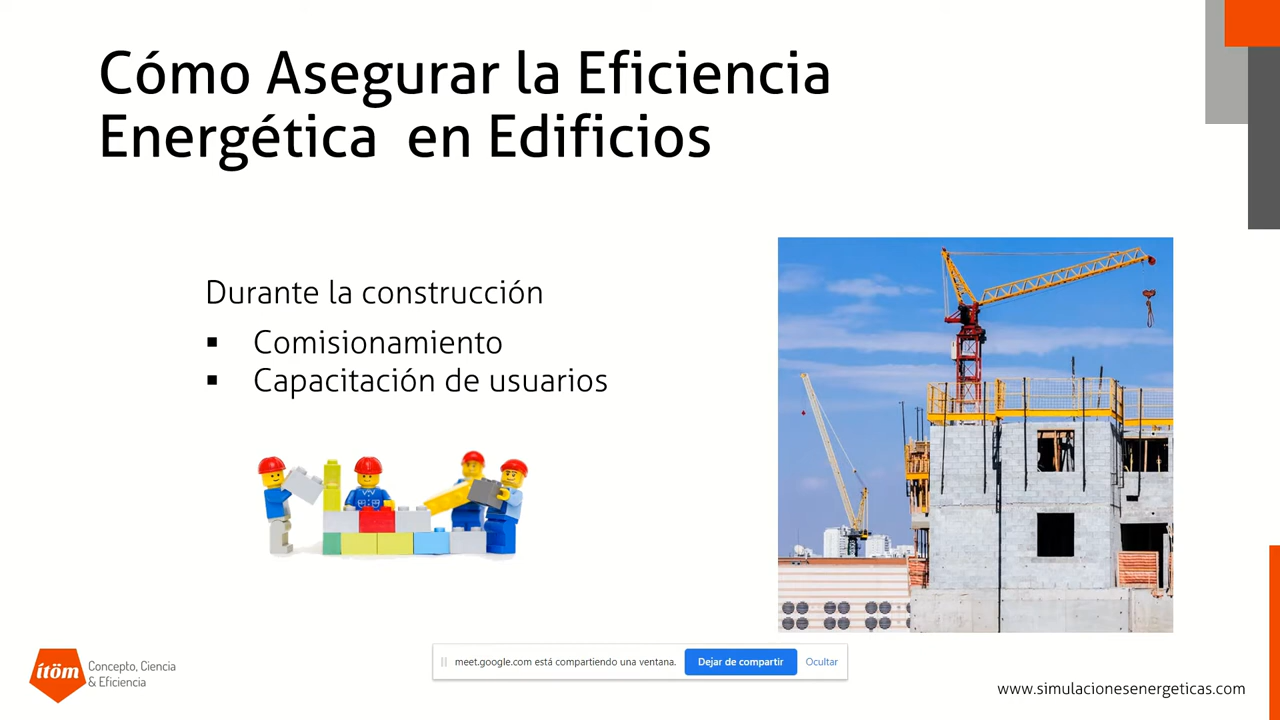 Cómo Asegurar la Eficiencia
Energética en Edificios
Durante la construcción
▪ Comisionamiento
▪ Capacitación de usuarios
ítöm
Concepto, Ciencia
& Eficiencia
meet.google.com está compartiendo una ventana.
Dejar de compartir
Ocultar
www.simulacionesenergeticas.com